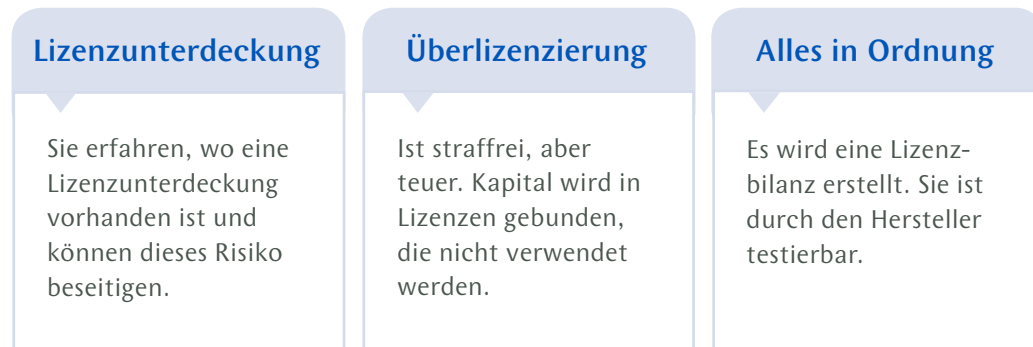 Lizenzunterdeckung
Sie erfahren, wo eine
Lizenzunterdeckung
vorhanden ist und
können dieses Risiko
beseitigen.
Überlizenzierung
Ist straffrei, aber
teuer. Kapital wird in
Lizenzen gebunden,
die nicht verwendet
werden.
Alles in Ordnung
Es wird eine Lizenz-
bilanz erstellt. Sie ist
durch den Hersteller
testierbar.